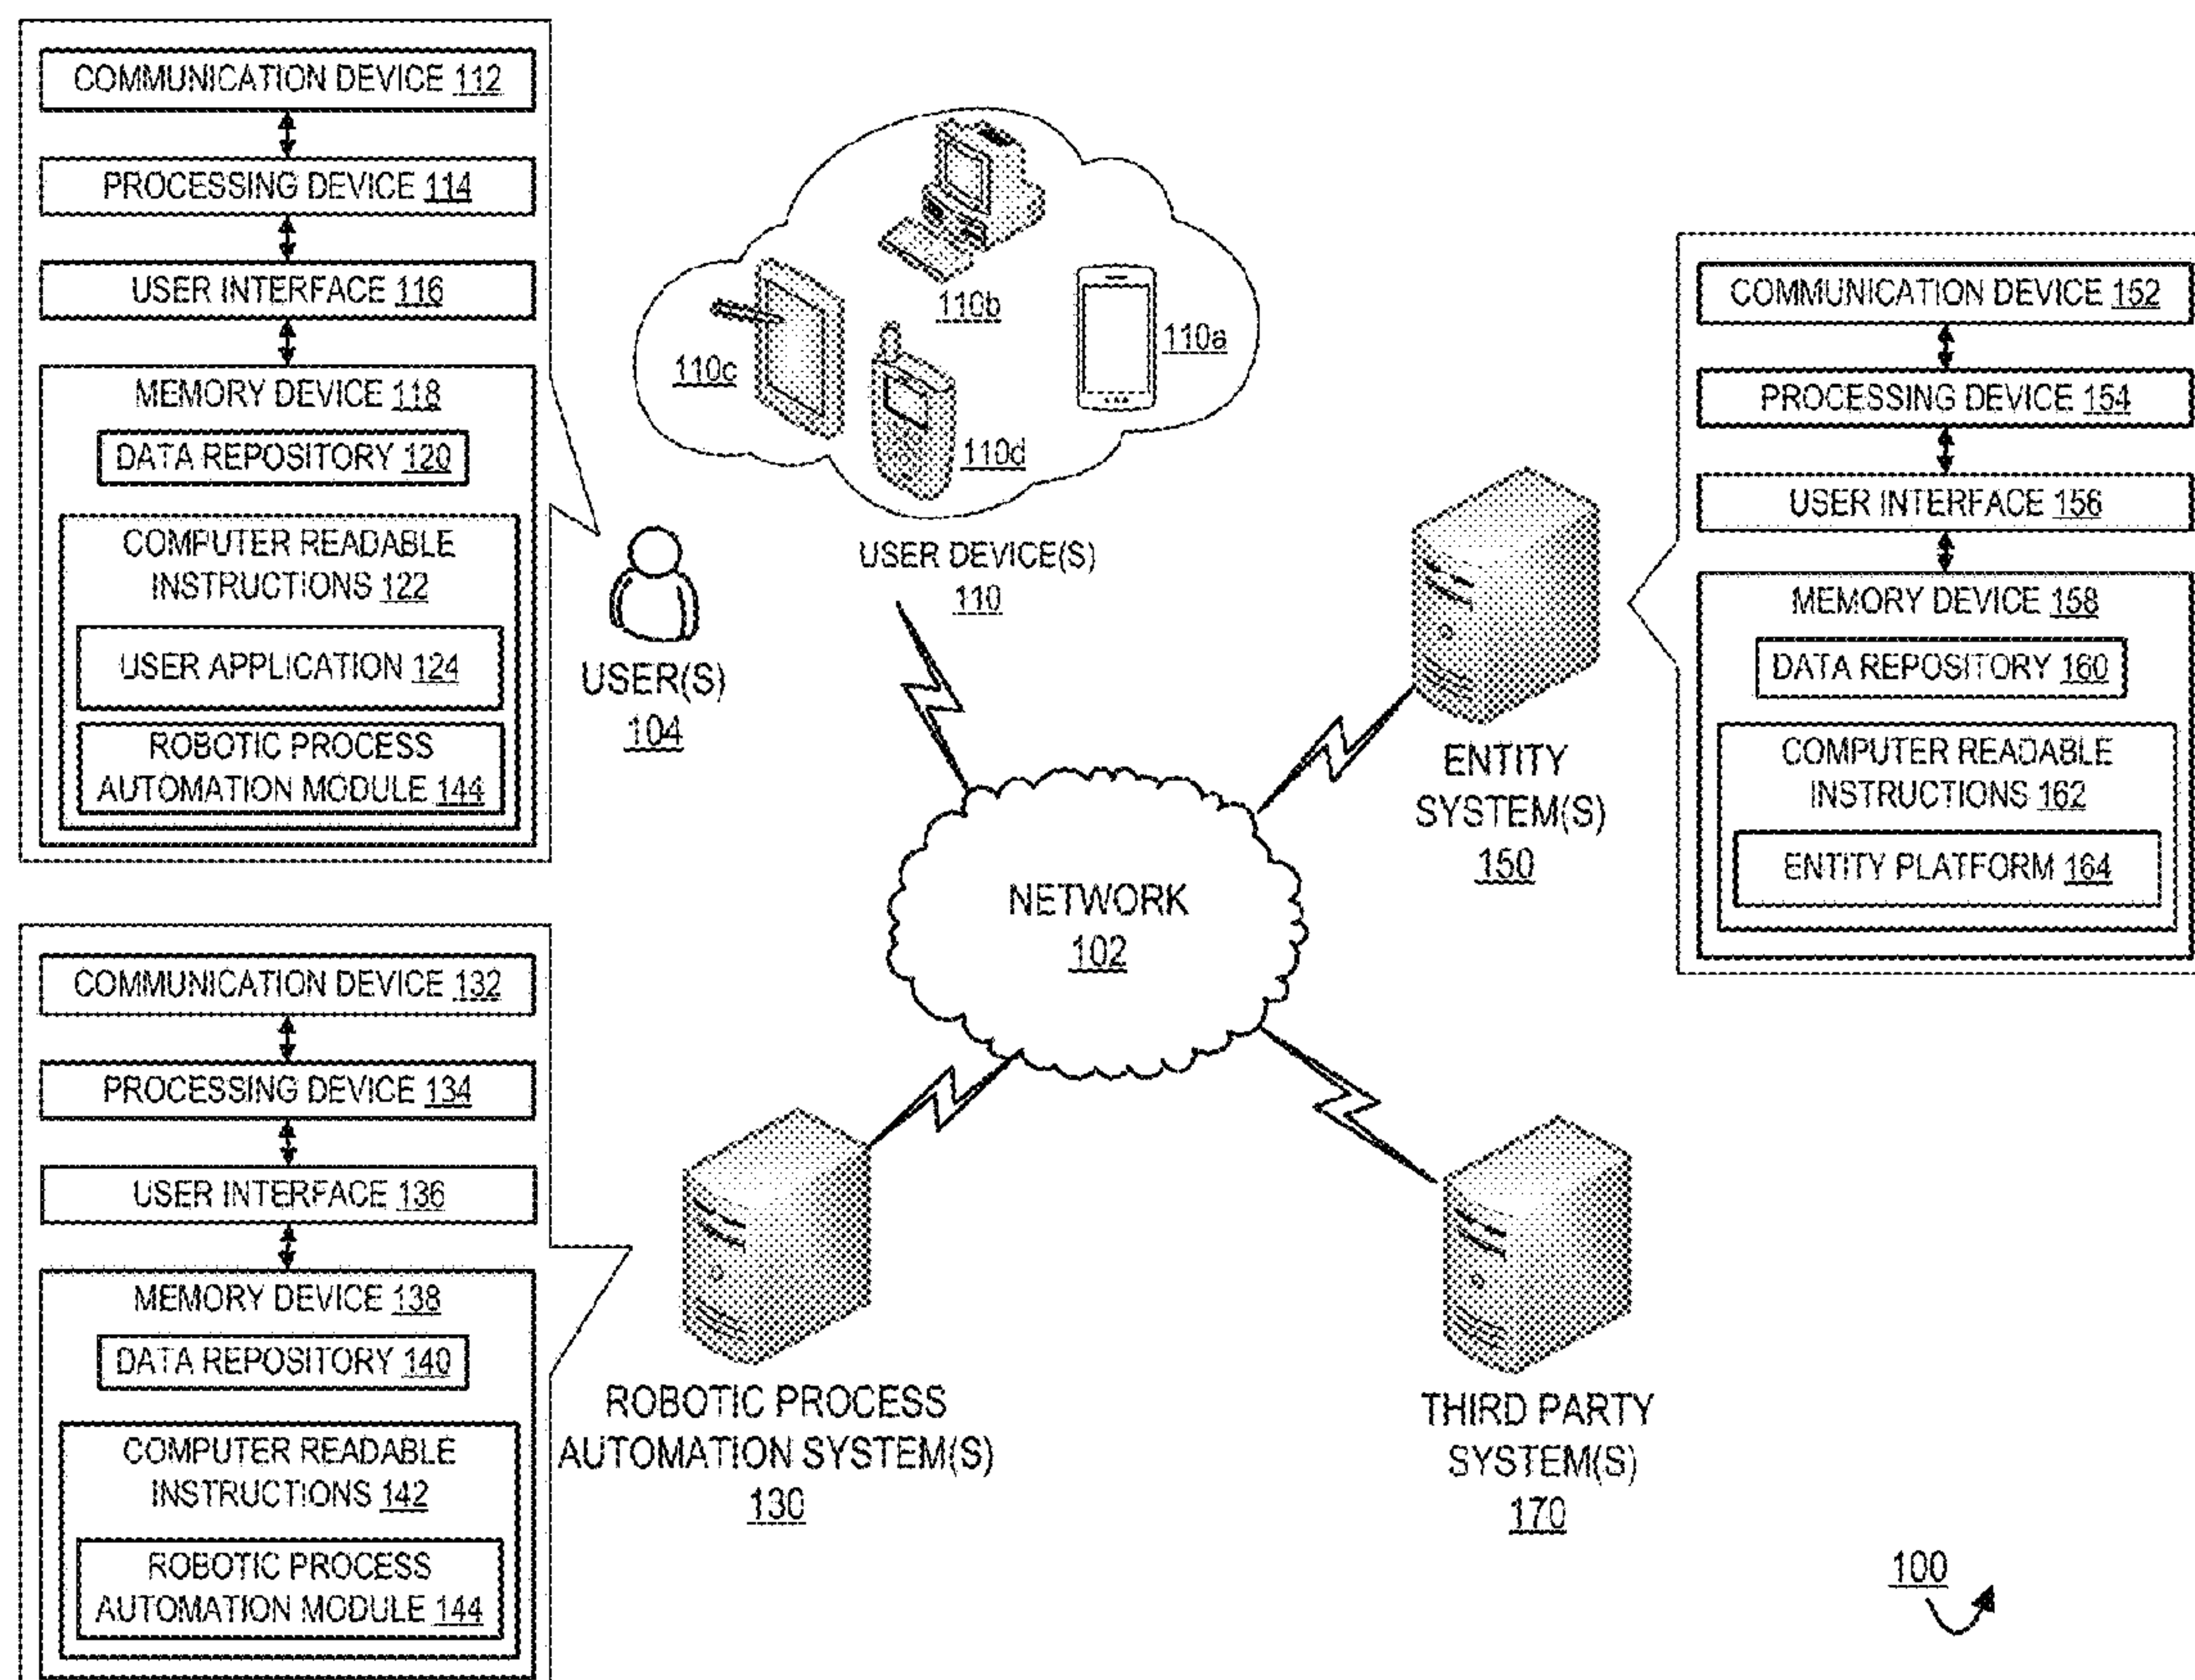 COMMUNICATION DEVICE 112
PROCESSING DEVICE 114
USER INTERFACE 116
MEMORY DEVICE 118
DATA REPOSITORY 120
COMPUTER READABLE
INSTRUCTIONS 122
USER APPLICATION 124
ROBOTIC PROCESS
AUTOMATION MODULE 144
110b
110a
110c
110d
USER DEVICE(S)
110
USER(S)
104
COMMUNICATION DEVICE 152
PROCESSING DEVICE 154
USER INTERFACE 156
MEMORY DEVICE 158
DATA REPOSITORY 160
COMPUTER READABLE
INSTRUCTIONS 162
ENTITY PLATFORM 164
ENTITY
SYSTEM(S)
150
NETWORK
102
COMMUNICATION DEVICE 132
PROCESSING DEVICE 134
USER INTERFACE 136
MEMORY DEVICE 138
DATA REPOSITORY 140
COMPUTER READABLE
INSTRUCTIONS 142
ROBOTIC PROCESS
AUTOMATION MODULE 144
ROBOTIC PROCESS
AUTOMATION SYSTEM(S)
130
THIRD PARTY
SYSTEM(S)
170
100